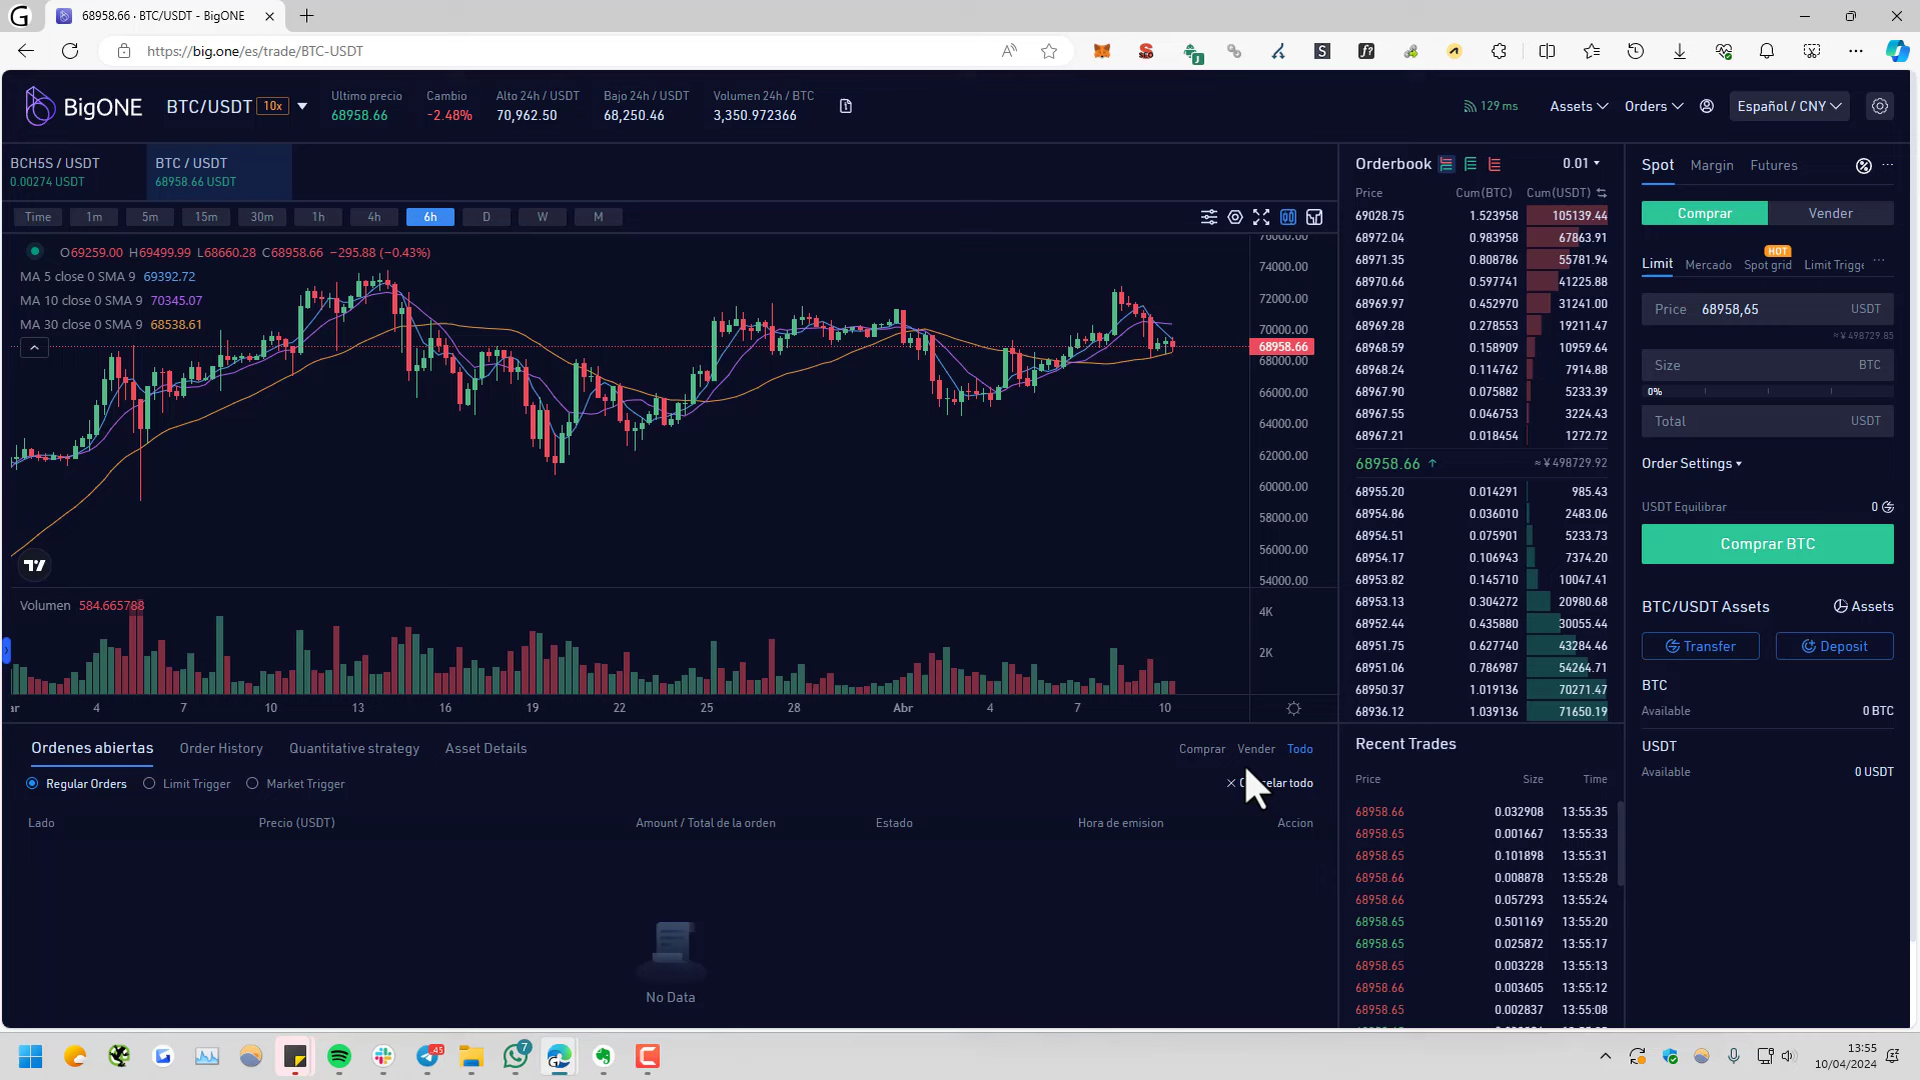 68958.66 · BTC/USDT - BigONE
https://big.one/es/trade/BTC-USDT
BigONE
BTC/USDT 10x
Ultimo precio
68958.66
Cambio
-2.48%
Alto 24h / USDT
70,962.50
Bajo 24h / USDT
68,250.46
Volumen 24h / BTC
3,350.972366
129 ms
Assets
Orders
Español / CNY
BCH5S / USDT
0.00274 USDT
BTC / USDT
68958.66 USDT
Time 1m 5m 15m 30m 1h 4h 6h D W M
O69259.00 H69499.99 L68660.28 C68958.66 −295.88 (−0.43%)
MA 5 close 0 SMA 9 69392.72
MA 10 close 0 SMA 9 70345.07
MA 30 close 0 SMA 9 68538.61
76000.00
74000.00
72000.00
70000.00
68958.66
68000.00
66000.00
64000.00
62000.00
60000.00
58000.00
56000.00
54000.00
Volumen 584.665788
4K
2K
ar 4 7 10 13 16 19 22 25 28 Abr 4 7 10
Orderbook 0.01
Price Cum(BTC) Cum(USDT)
69028.75 1.523958 105139.44
68972.04 0.983958 67863.91
68971.35 0.808786 55781.94
68970.66 0.597741 41225.88
68969.97 0.452970 31241.00
68969.28 0.278553 19211.47
68968.59 0.158909 10959.64
68968.24 0.114762 7914.88
68967.90 0.075882 5233.39
68967.55 0.046753 3224.43
68967.21 0.018454 1272.72
68958.66 ↑ ≈ ¥ 498729.92
68955.20 0.014291 985.43
68954.86 0.036010 2483.06
68954.51 0.075901 5233.73
68954.17 0.106943 7374.20
68953.82 0.145710 10047.41
68953.13 0.304272 20980.68
68952.44 0.435880 30055.44
68951.75 0.627740 43284.46
68951.06 0.786987 54264.71
68950.37 1.019136 70271.47
68936.12 1.039136 71650.19
Spot Margin Futures
Comprar Vender
HOT
Limit Mercado Spot grid Limit Trigge
Price 68958,65 USDT
≈ ¥ 498729.85
Size BTC
0%
Total USDT
Order Settings
USDT Equilibrar 0
Comprar BTC
BTC/USDT Assets Assets
Transfer Deposit
BTC
Available 0 BTC
USDT
Available 0 USDT
Ordenes abiertas Order History Quantitative strategy Asset Details
Comprar Vender Todo
Regular Orders Limit Trigger Market Trigger
elar todo
Lado Precio (USDT) Amount / Total de la orden Estado Hora de emision Accion
No Data
Recent Trades
Price Size Time
68958.66 0.032908 13:55:35
68958.65 0.001667 13:55:33
68958.65 0.101898 13:55:31
68958.66 0.008878 13:55:28
68958.66 0.057293 13:55:24
68958.65 0.501169 13:55:20
68958.65 0.025872 13:55:17
68958.65 0.003228 13:55:13
68958.66 0.003605 13:55:12
68958.65 0.002837 13:55:08
45
7
13:55
10/04/2024